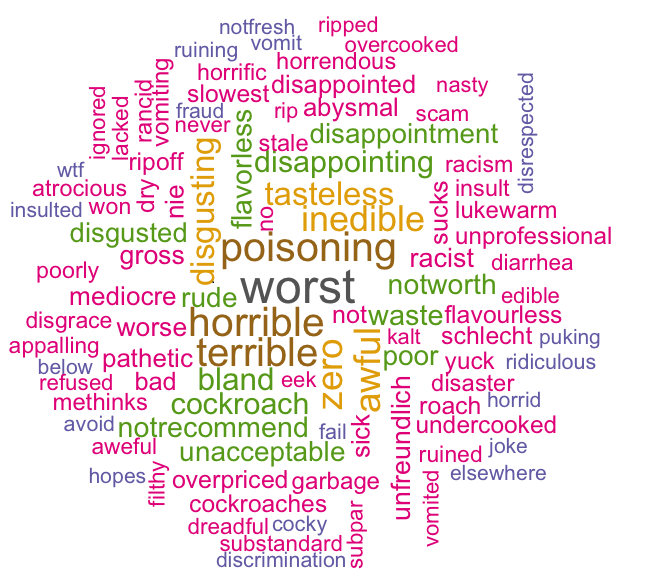 notfresh
ripped
ruining
vomit
overcooked
horrific
horrendous
ignored
lacked
rancid
vomiting
slowest
disappointed
nasty
disrespected
fraud
rip
abysmal
scam
never
flavorless
stale
disappointment
wtf
ripoff
disgusting
disappointing
racism
atrocious
dry
nie
tasteless
sucks
insult
insulted
won
no
inedible
lukewarm
disgusted
unprofessional
gross
poisoning
racist
diarrhea
poorly
worst
notworth
mediocre
rude
edible
disgrace
worse
horrible
not
waste
flavourless
appalling
pathetic
terrible
zero
awful
kalt
schlecht
puking
below
poor
yuck
ridiculous
refused
bad
bland
eek
disaster
methinks
cockroach
unfreundlich
roach
horrid
avoid
notrecommend
fail
sick
undercooked
aweful
unacceptable
ruined
joke
hopes
filthy
overpriced
garbage
vomited
elsewhere
cockroaches
dreadful
cocky
subpar
substandard
discrimination